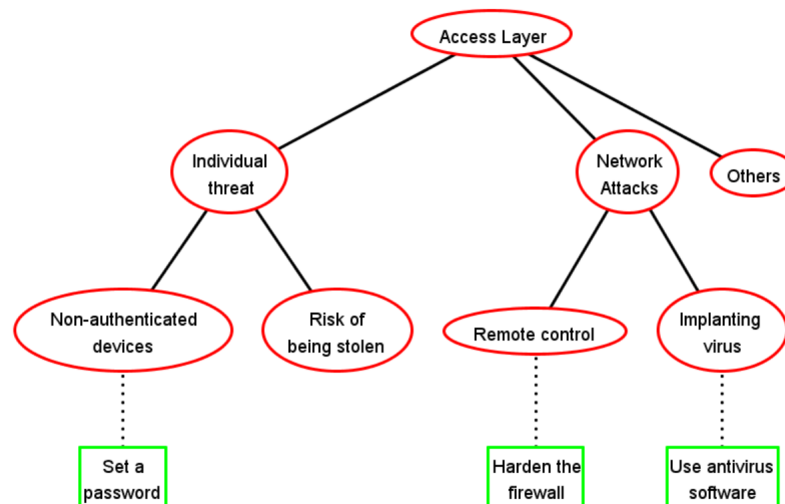 Access Layer
Individual
threat
Network
Attacks
Others
Non-authenticated
devices
Risk of
being stolen
Remote control
Implanting
virus
Set a
password
Harden the
firewall
Use antivirus
software